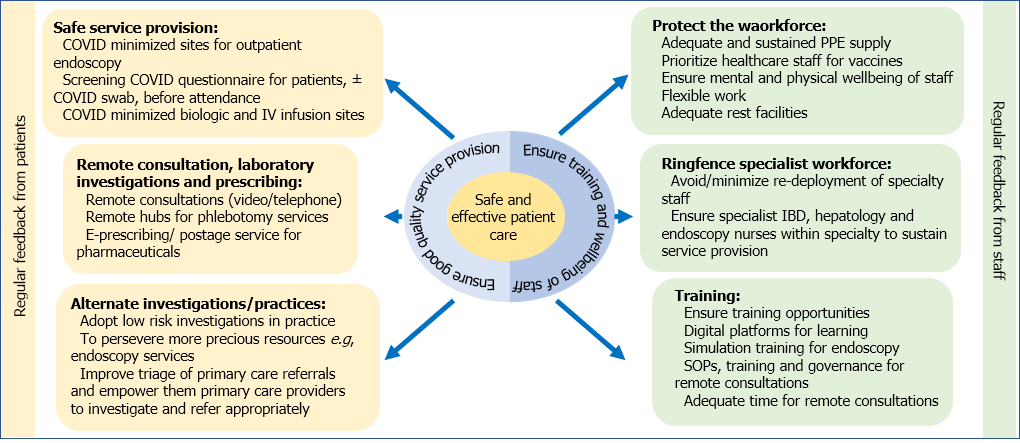 Regular feedback from patients
Safe service provision:
COVID minimized sites for outpatient
endoscopy
Screening COVID questionnaire for patients, ±
COVID swab, before attendance
COVID minimized biologic and IV infusion sites
Remote consultation, laboratory
investigations and prescribing:
Remote consultations (video/telephone)
Remote hubs for phlebotomy services
E-prescribing/ postage service for
pharmaceuticals
Alternate investigations/practices:
Adopt low risk investigations in practice
To persevere more precious resources e.g,
endoscopy services
Improve triage of primary care referrals
and empower them primary care providers
to investigate and refer appropriately
Ensure good quality service provision
Safe and
effective patient
care
Ensure training and wellbeing of staff
Protect the waorkforce:
Adequate and sustained PPE supply
Prioritize healthcare staff for vaccines
Ensure mental and physical wellbeing of staff
Flexible work
Adequate rest facilities
Ringfence specialist workforce:
Avoid/minimize re-deployment of specialty
staff
Ensure specialist IBD, hepatology and
endoscopy nurses within specialty to sustain
service provision
Training:
Ensure training opportunities
Digital platforms for learning
Simulation training for endoscopy
SOPs, training and governance for
remote consultations
Adequate time for remote consultations
Regular feedback from staff